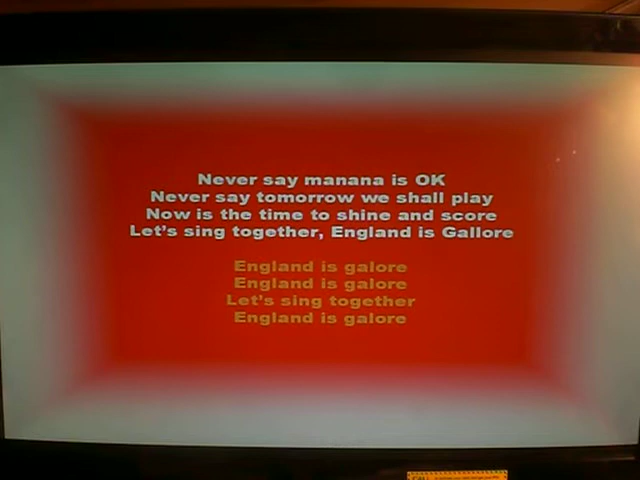 Never say manana is OK
Never say tomorrow we shall play
Now is the time to shine and score
Let's sing together, England is Gallore
England is galore
England is galore
Let's sing together
England is galore